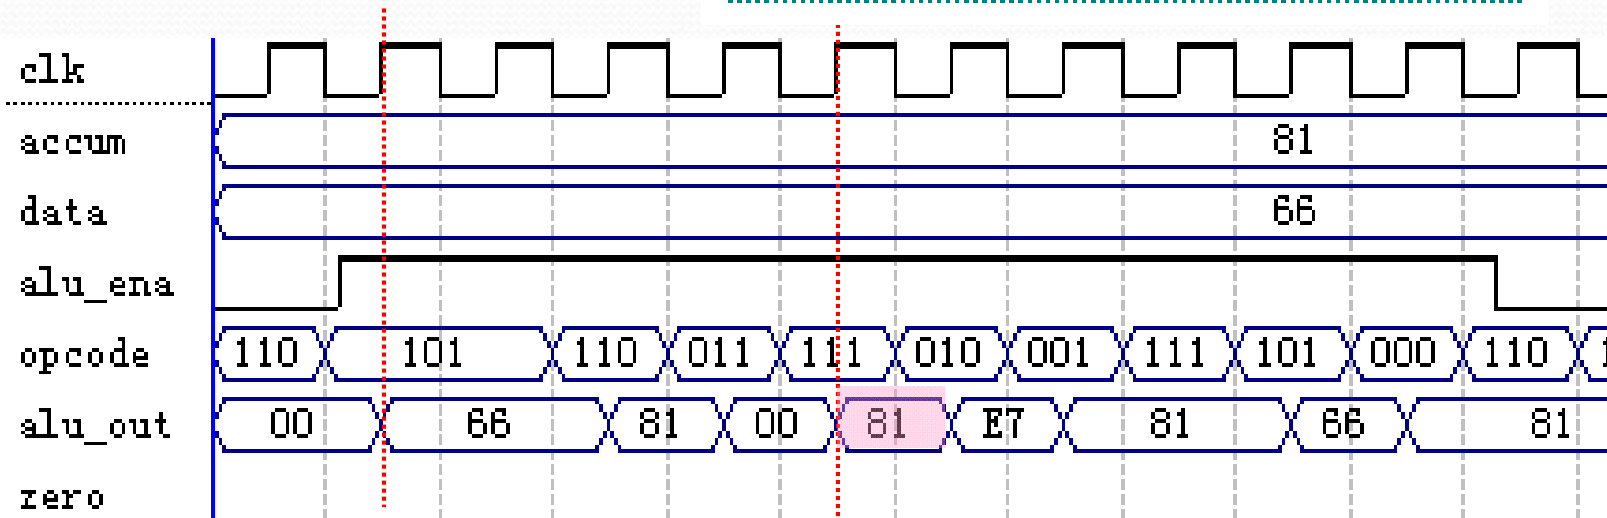 clk
accum 81
data 66
alu_ena
opcode 110 101 110 011 111 010 001 111 101 000 110
alu_out 00 66 81 00 81 E7 81 66 81
zero